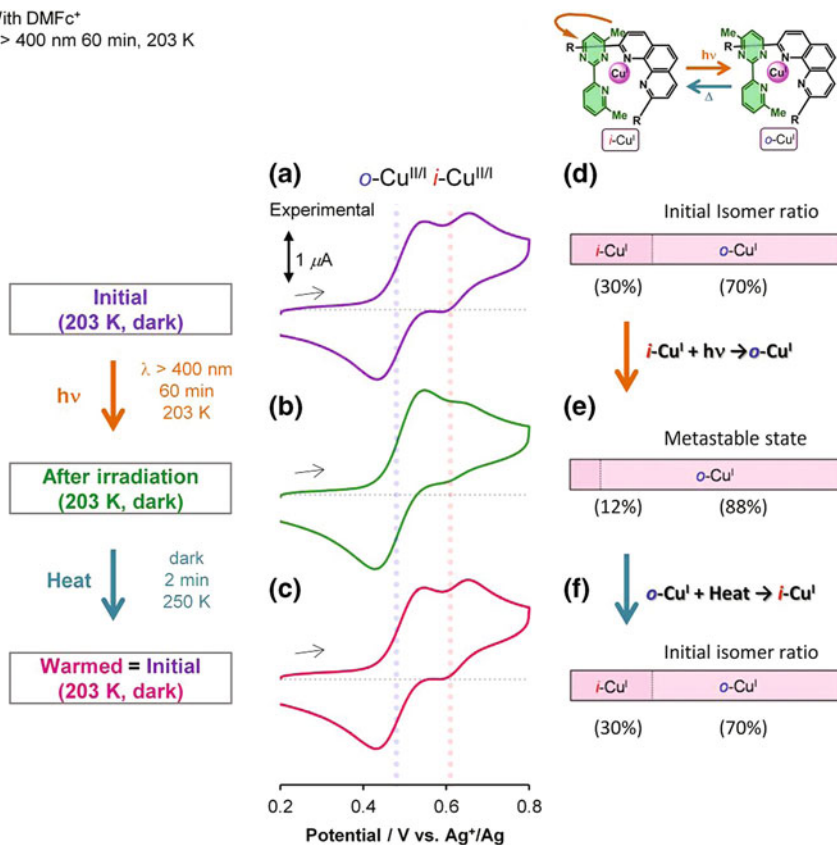 With DMFc⁺
> 400 nm 60 min, 203 K
Me
R
N
N
N
N
Cuᴵ
Me
R
i-Cuᴵ
hν
Δ
Me
R
N
N
N
N
Cuᴵ
Me
R
o-Cuᴵ
(a)
o-Cuᴵᴵ/ᴵ i-Cuᴵᴵ/ᴵ
(d)
Experimental
1 μA
Initial Isomer ratio
i-Cuᴵ
o-Cuᴵ
(30%)
(70%)
Initial
(203 K, dark)
hν
λ > 400 nm
60 min
203 K
i-Cuᴵ + hν → o-Cuᴵ
(b)
(e)
Metastable state
o-Cuᴵ
(12%)
(88%)
After irradiation
(203 K, dark)
Heat
dark
2 min
250 K
(c)
(f)
o-Cuᴵ + Heat → i-Cuᴵ
Initial isomer ratio
i-Cuᴵ
o-Cuᴵ
(30%)
(70%)
Warmed = Initial
(203 K, dark)
0.2
0.4
0.6
0.8
Potential / V vs. Ag⁺/Ag